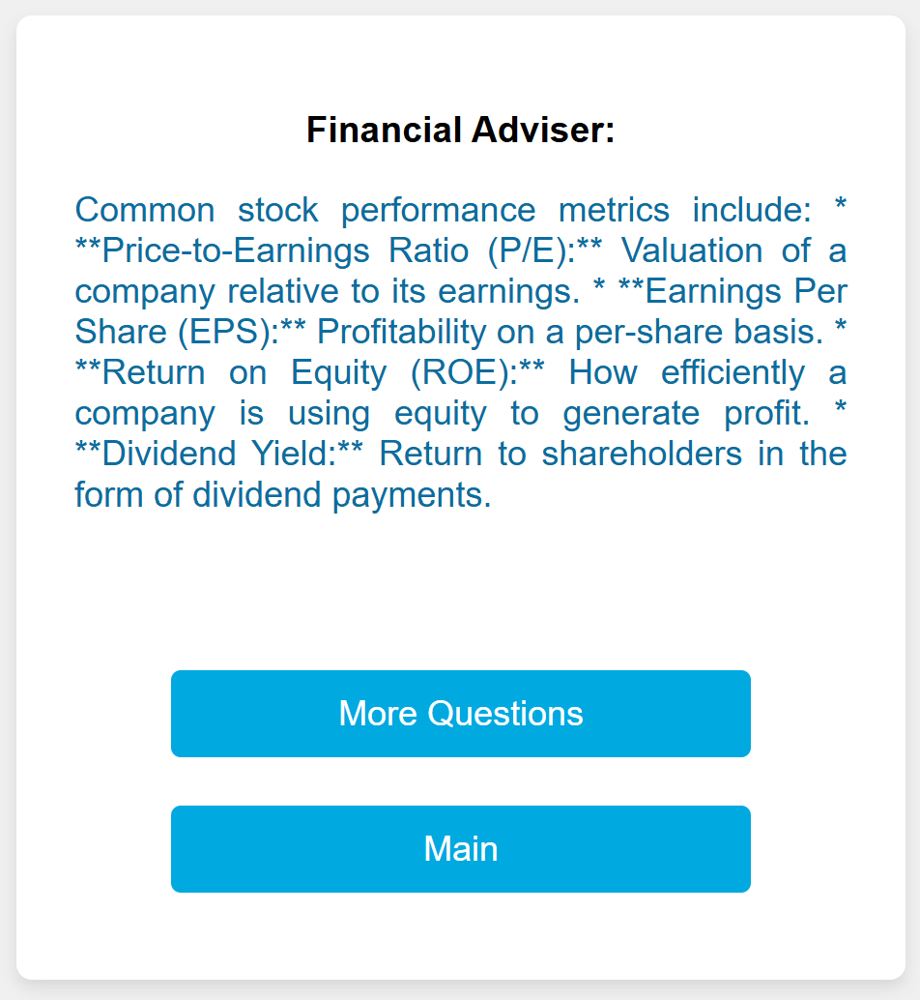 Financial Adviser:
Common stock performance metrics include: *
**Price-to-Earnings Ratio (P/E):** Valuation of a
company relative to its earnings. * **Earnings Per
Share (EPS):** Profitability on a per-share basis. *
**Return on Equity (ROE):** How efficiently a
company is using equity to generate profit. *
**Dividend Yield:** Return to shareholders in the
form of dividend payments.
More Questions
Main